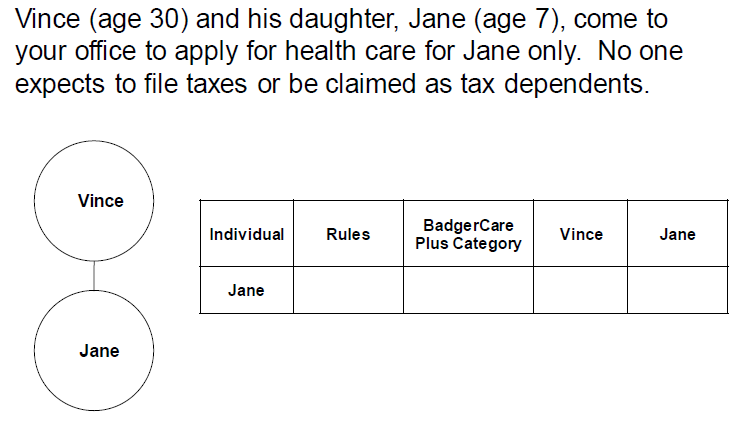 Vince (age 30) and his daughter, Jane (age 7), come to
your office to apply for health care for Jane only.  No one
expects to file taxes or be claimed as tax dependents.
Vince
Jane
Individual
Rules
BadgerCare
Plus Category
Vince
Jane
Jane